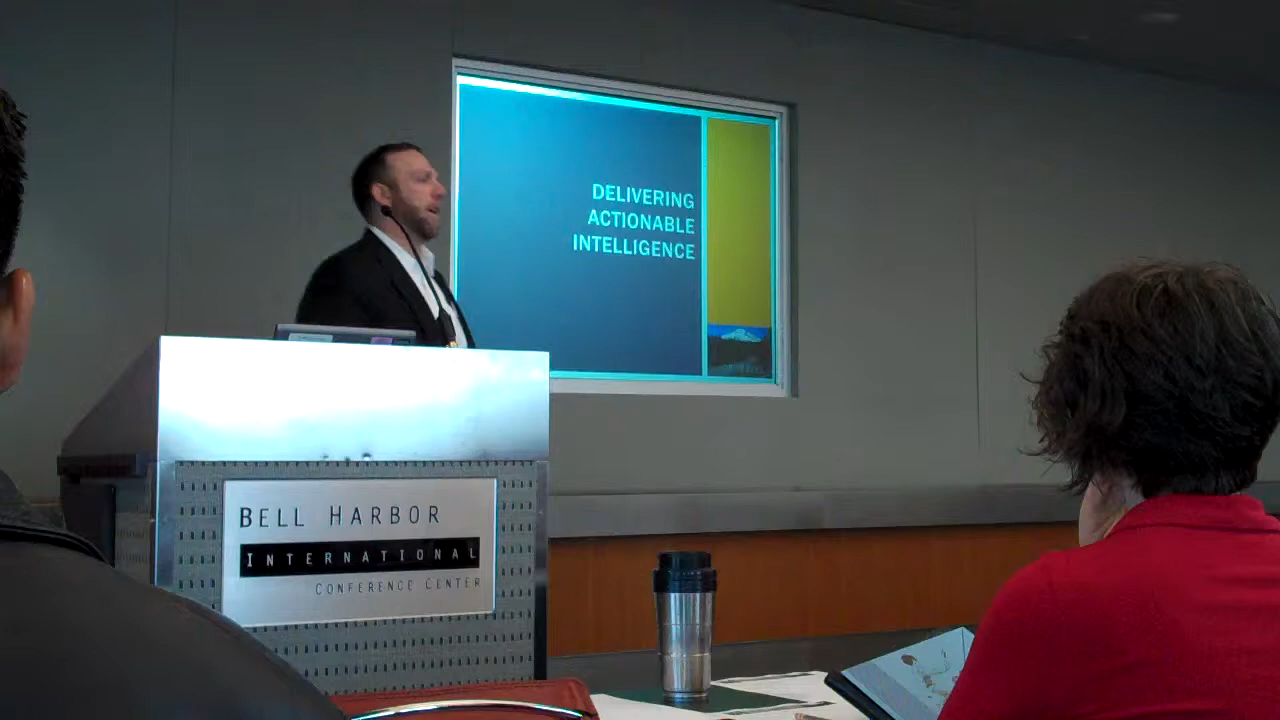 DELIVERING
ACTIONABLE
INTELLIGENCE
BELL HARBOR
INTERNATIONAL
CONFERENCE CENTER